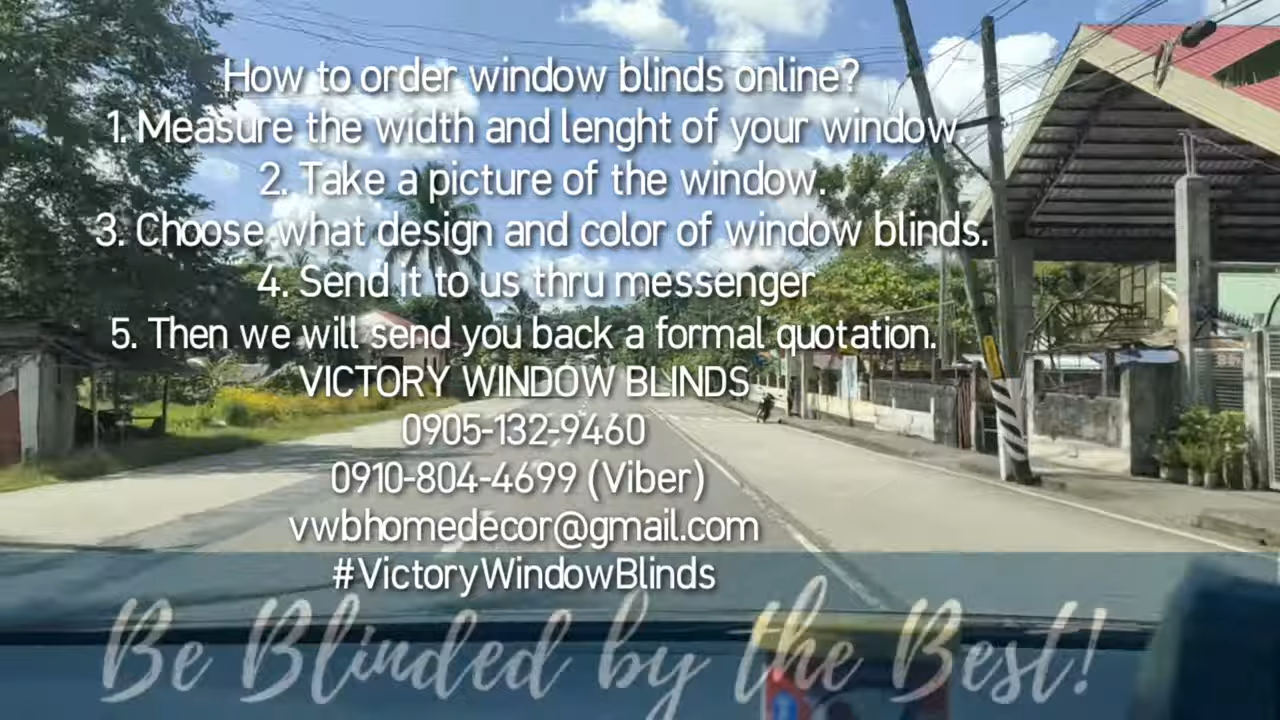 How to order window blinds online?
1. Measure the width and lenght of your window
2. Take a picture of the window.
3. Choose what design and color of window blinds.
4. Send it to us thru messenger
5. Then we will send you back a formal quotation.
VICTORY WINDOW BLINDS
0905-132-9460
0910-804-4699 (Viber)
vwbhomedecor@gmail.com
#VictoryWindowBlinds
Be Blinded by the Best!